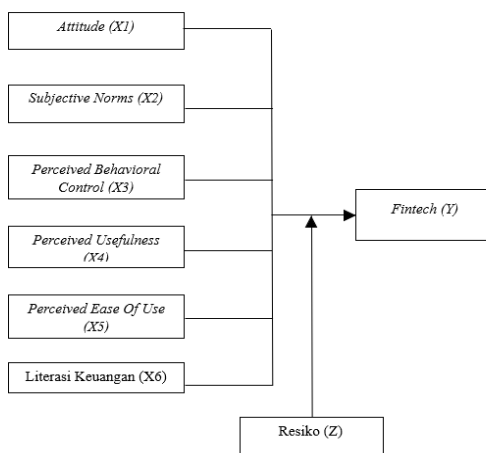 Attitude (X1)
Subjective Norms (X2)
Perceived Behavioral
Control (X3)
Perceived Usefulness
(X4)
Perceived Ease Of Use
(X5)
Literasi Keuangan (X6)
Fintech (Y)
Resiko (Z)